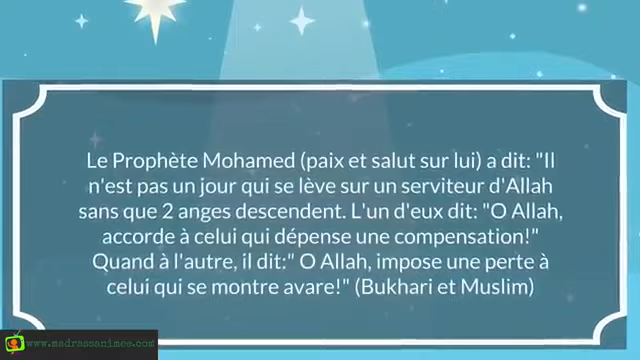 Le Prophète Mohamed (paix et salut sur lui) a dit: "Il
n'est pas un jour qui se lève sur un serviteur d'Allah
sans que 2 anges descendent. L'un d'eux dit: "O Allah,
accorde à celui qui dépense une compensation!"
Quand à l'autre, il dit:" O Allah, impose une perte à
celui qui se montre avare!" (Bukhari et Muslim)
www.madrassanimee.com